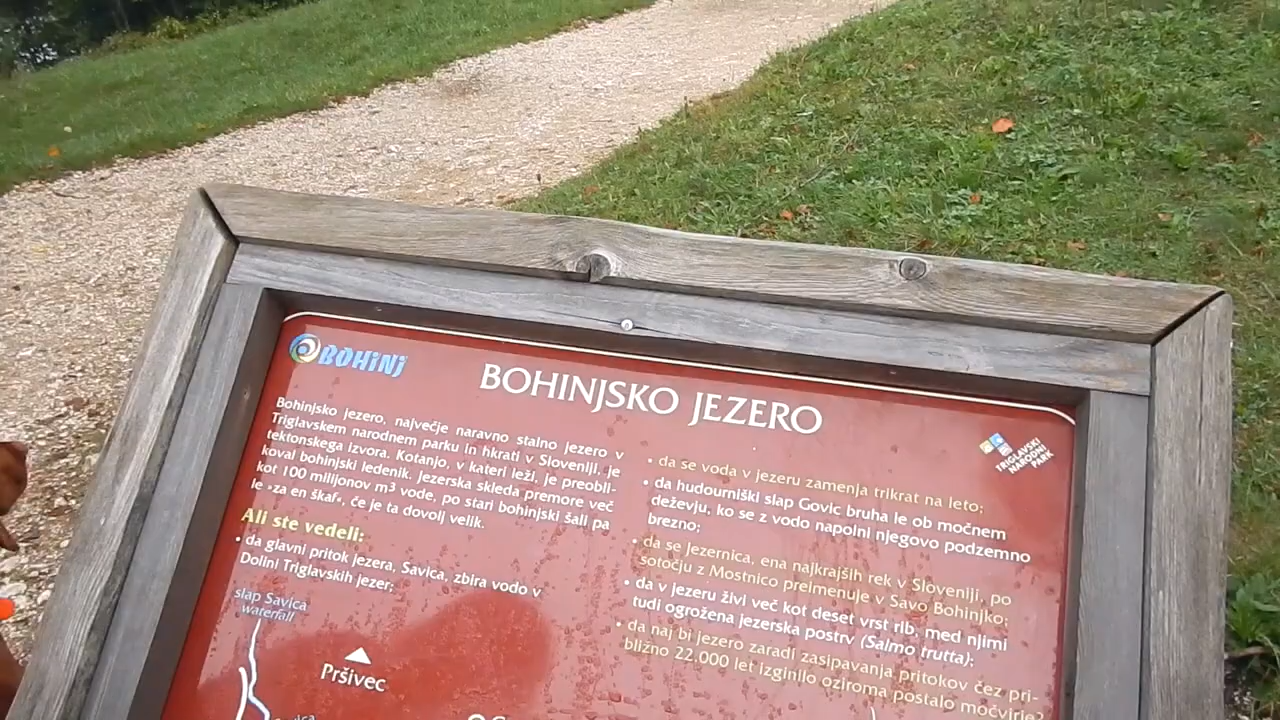 BOHINJ
BOHINJSKO JEZERO
TRIGLAVSKI
NARODNI
PARK
Bohinjsko jezero, največje naravno stalno jezero v
Triglavskem narodnem parku in hkrati v Sloveniji, je
tektonskega izvora. Kotanjo, v kateri leži, je preobli-
koval bohinjski ledenik. Jezerska skleda premore več
kot 100 milijonov m³ vode, po stari bohinjski šali pa
le »za en škaf«, če je ta dovolj velik.
Ali ste vedeli:
• da glavni pritok jezera, Savica, zbira vodo v
Dolini Triglavskih jezer;
slap Savica
waterfall
Pršivec
• da se voda v jezeru zamenja trikrat na leto;
• da hudourniški slap Govic bruha le ob močnem
deževju, ko se z vodo napolni njegovo podzemno
brezno;
• da se Jezernica, ena najkrajših rek v Sloveniji, po
sotočju z Mostnico preimenuje v Savo Bohinjko;
• da v jezeru živi več kot deset vrst rib, med njimi
tudi ogrožena jezerska postrv (Salmo trutta);
• da naj bi jezero zaradi zasipavanja pritokov čez pri-
bližno 22.000 let izginilo oziroma postalo močvirje?